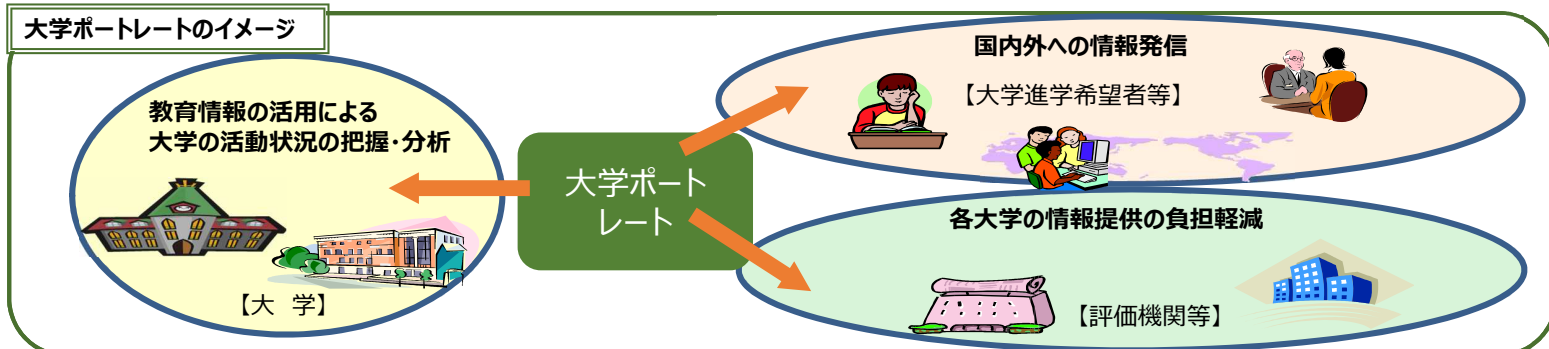 大学ポートレートのイメージ
教育情報の活用による
大学の活動状況の把握・分析
【大 学】
大学ポート
レート
国内外への情報発信
【大学進学希望者等】
各大学の情報提供の負担軽減
【評価機関等】